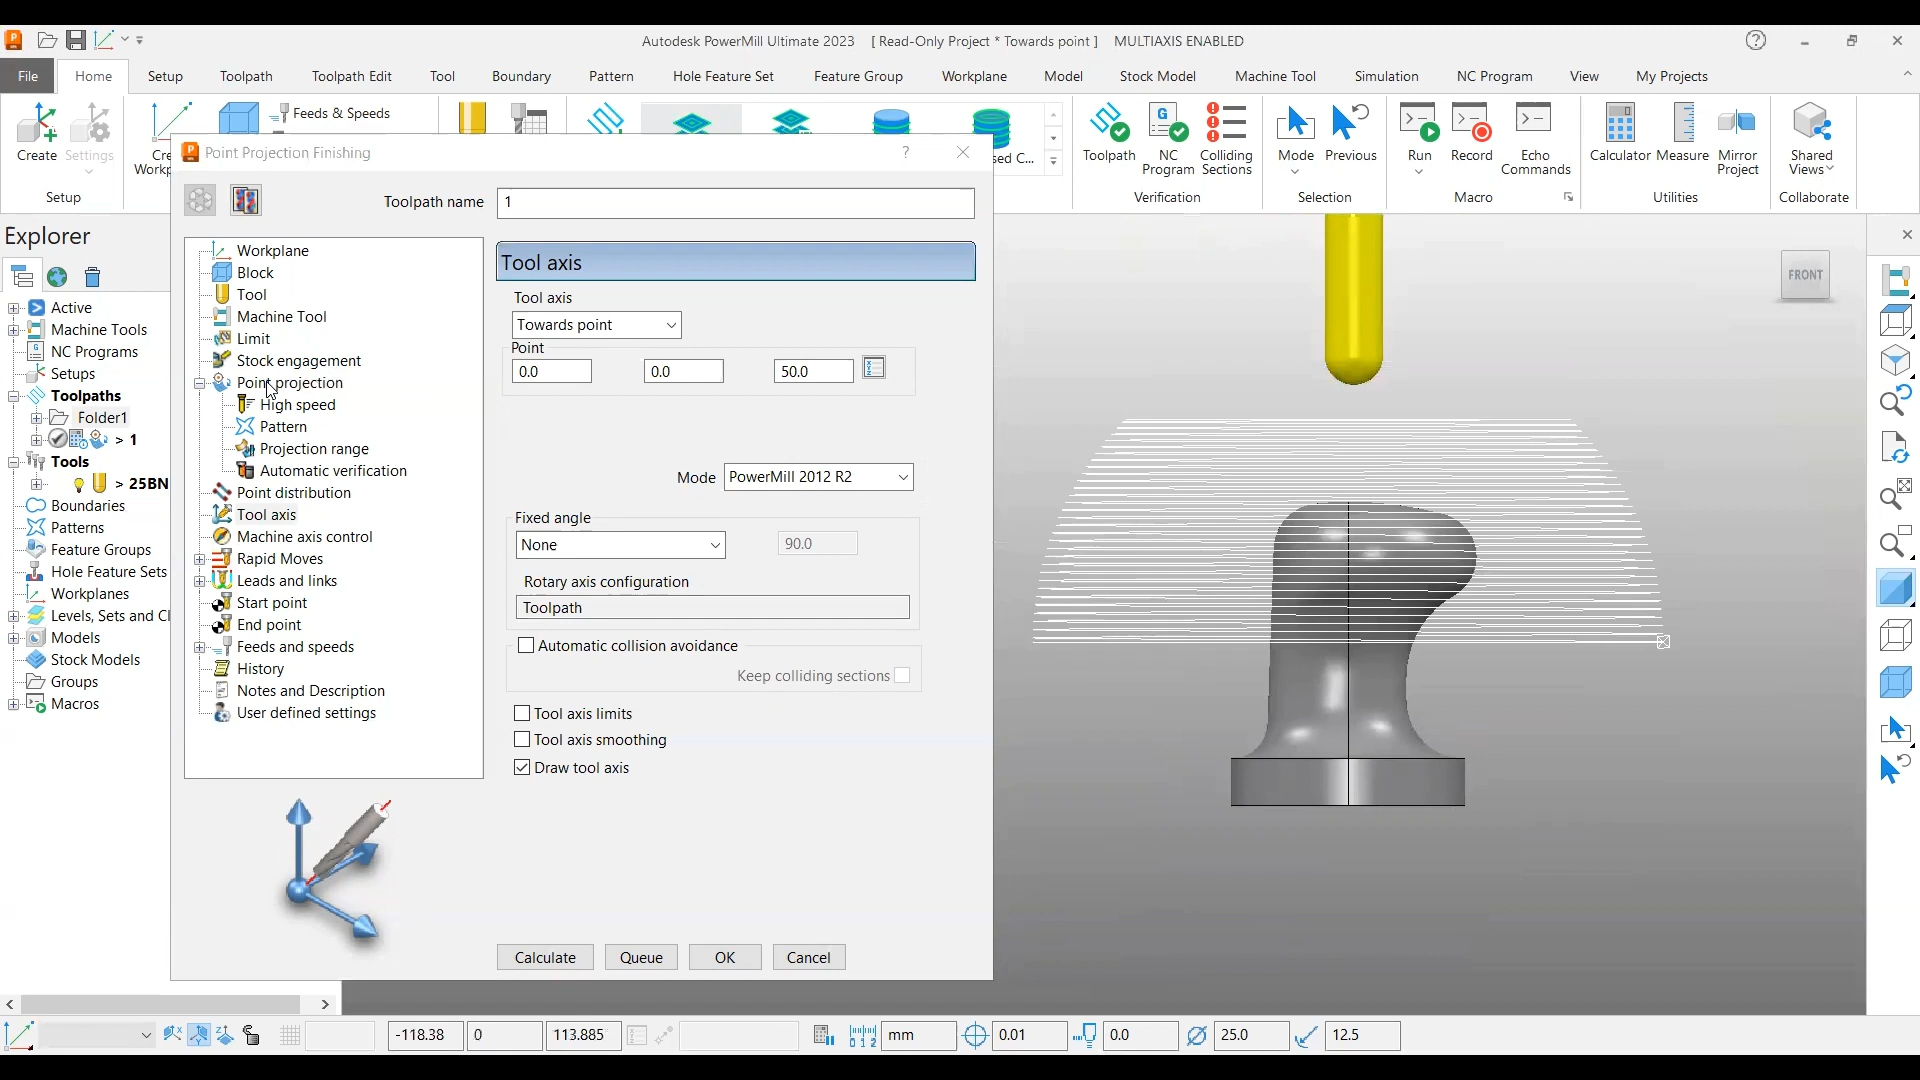 Autodesk PowerMill Ultimate 2023 [ Read-Only Project * Towards point ] MULTIAXIS ENABLED
File Home Setup Toolpath Toolpath Edit Tool Boundary Pattern Hole Feature Set Feature Group Workplane Model Stock Model Machine Tool Simulation NC Program View My Projects
Feeds & Speeds
Create Settings Cre Workp
sed C...
Toolpath NC Program Colliding Sections
Mode Previous
Run Record Echo Commands
Calculator Measure Mirror Project
Shared Views
Setup Verification Selection Macro Utilities Collaborate
Point Projection Finishing ?
Toolpath name 1
Explorer
Active
Machine Tools
NC Programs
Setups
Toolpaths
Folder1
> 1
Tools
> 25BN
Boundaries
Patterns
Feature Groups
Hole Feature Sets
Workplanes
Levels, Sets and Cl
Models
Stock Models
Groups
Macros
Workplane
Block
Tool
Machine Tool
Limit
Stock engagement
Point projection
High speed
Pattern
Projection range
Automatic verification
Point distribution
Tool axis
Machine axis control
Rapid Moves
Leads and links
Start point
End point
Feeds and speeds
History
Notes and Description
User defined settings
Tool axis
Tool axis
Towards point
Point
0.0 0.0 50.0
Mode PowerMill 2012 R2
Fixed angle
None 90.0
Rotary axis configuration
Toolpath
Automatic collision avoidance
Keep colliding sections
Tool axis limits
Tool axis smoothing
Draw tool axis
Calculate Queue OK Cancel
FRONT
-118.38 0 113.885 mm 0.01 0.0 25.0 12.5